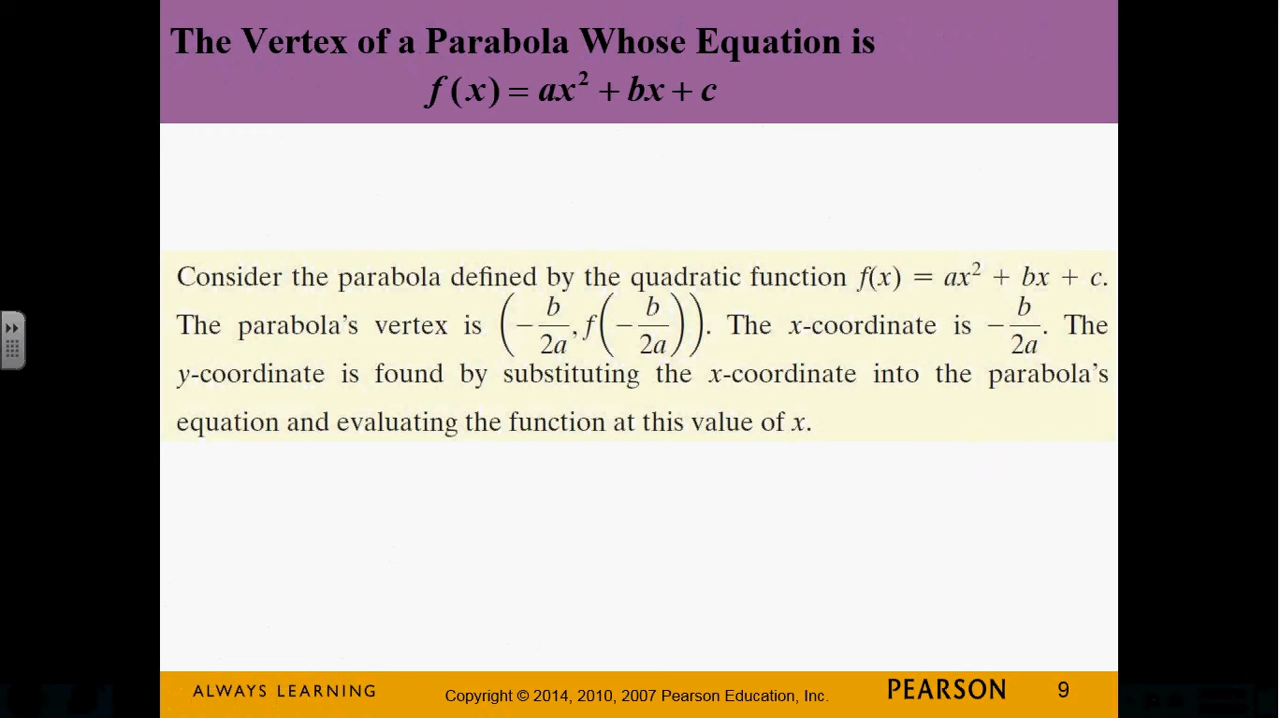 The Vertex of a Parabola Whose Equation is
f(x) = ax² + bx + c
Consider the parabola defined by the quadratic function f(x) = ax² + bx + c.
The parabola’s vertex is (−b/2a, f(−b/2a)). The x-coordinate is −b/2a. The
y-coordinate is found by substituting the x-coordinate into the parabola’s
equation and evaluating the function at this value of x.
ALWAYS LEARNING
Copyright © 2014, 2010, 2007 Pearson Education, Inc.
PEARSON
9